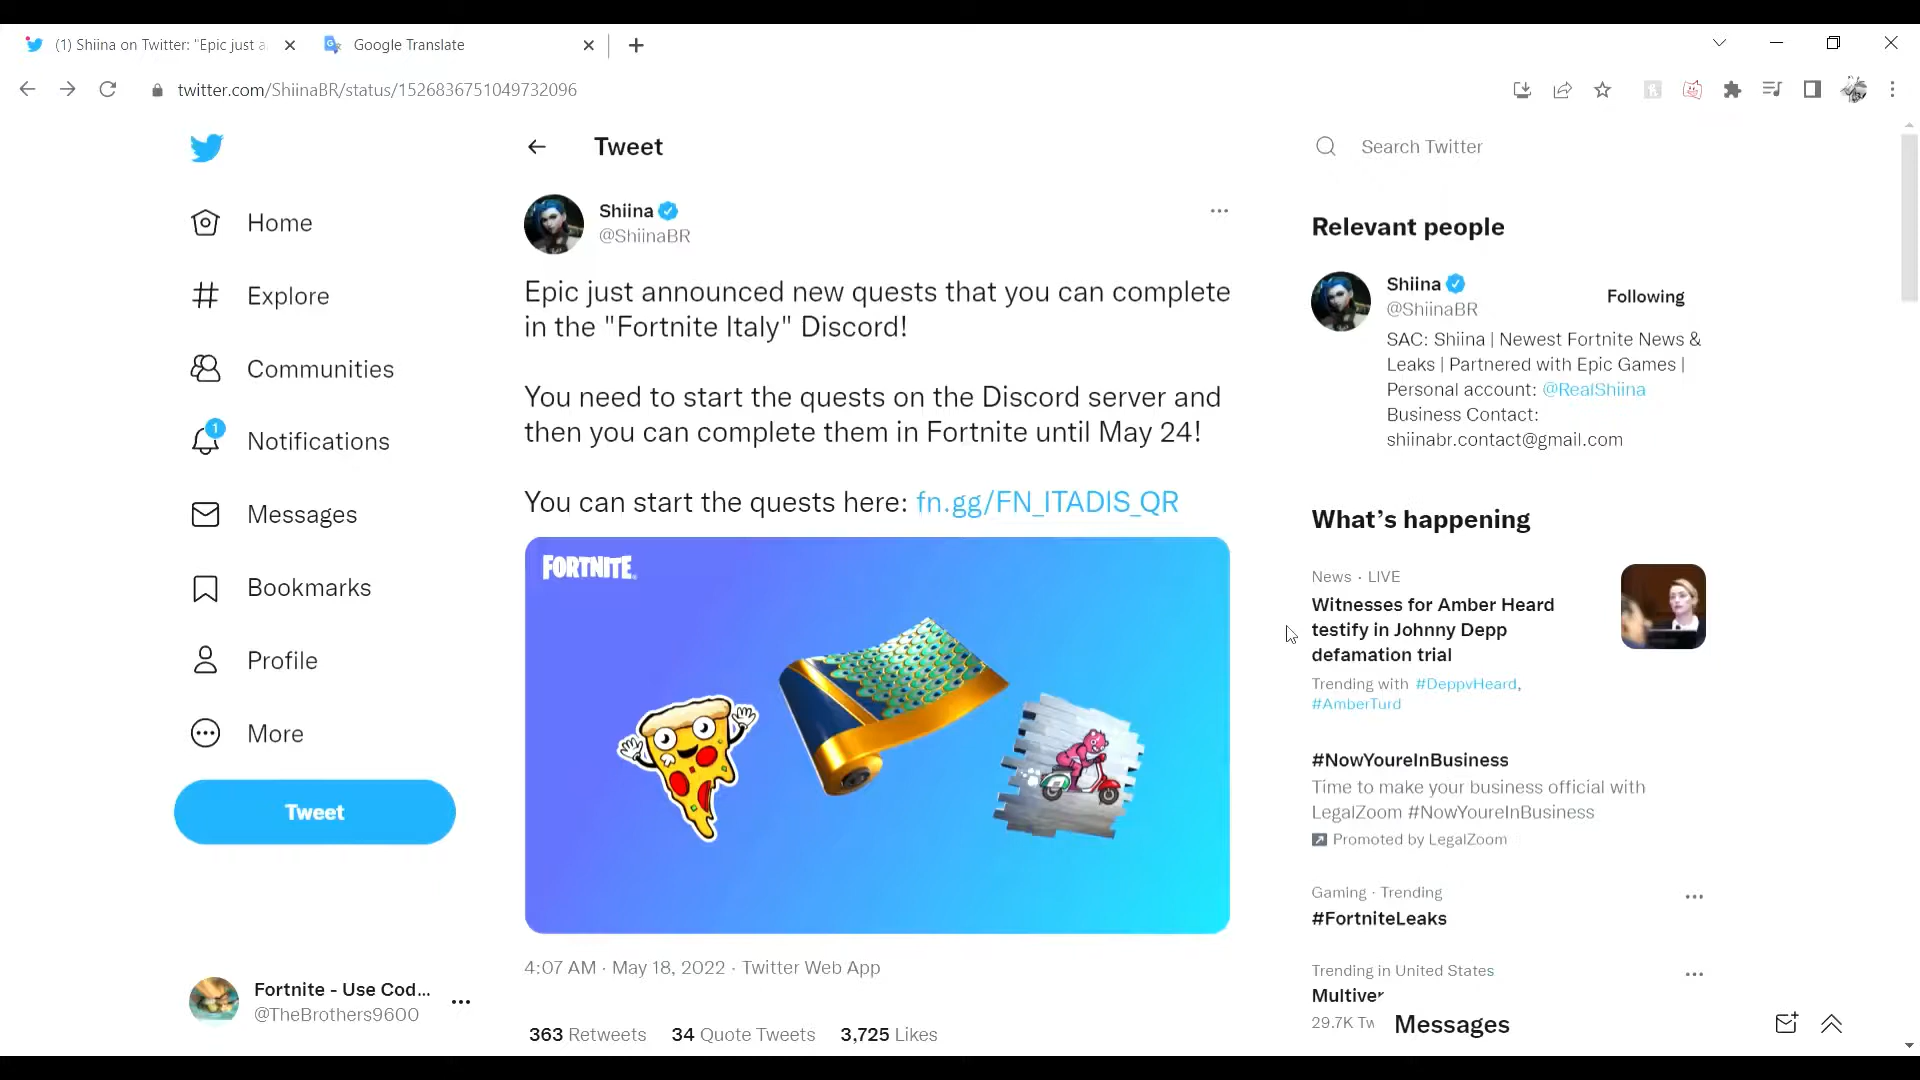 (1) Shiina on Twitter: "Epic just a
Google Translate
twitter.com/ShiinaBR/status/1526836751049732096
Home
Explore
Communities
1
Notifications
Messages
Bookmarks
Profile
More
Tweet
Fortnite - Use Cod...
@TheBrothers9600
Tweet
Shiina
@ShiinaBR
Epic just announced new quests that you can complete
in the "Fortnite Italy" Discord!
You need to start the quests on the Discord server and
then you can complete them in Fortnite until May 24!
You can start the quests here: fn.gg/FN_ITADIS_QR
FORTNITE
4:07 AM · May 18, 2022 · Twitter Web App
363 Retweets 34 Quote Tweets 3,725 Likes
Search Twitter
Relevant people
Shiina
@ShiinaBR
Following
SAC: Shiina | Newest Fortnite News &
Leaks | Partnered with Epic Games |
Personal account: @RealShiina
Business Contact:
shiinabr.contact@gmail.com
What's happening
News · LIVE
Witnesses for Amber Heard
testify in Johnny Depp
defamation trial
Trending with #DeppvHeard,
#AmberTurd
#NowYoureInBusiness
Time to make your business official with
LegalZoom #NowYoureInBusiness
Promoted by LegalZoom
Gaming · Trending
#FortniteLeaks
Trending in United States
Multiver
29.7K Tw
Messages